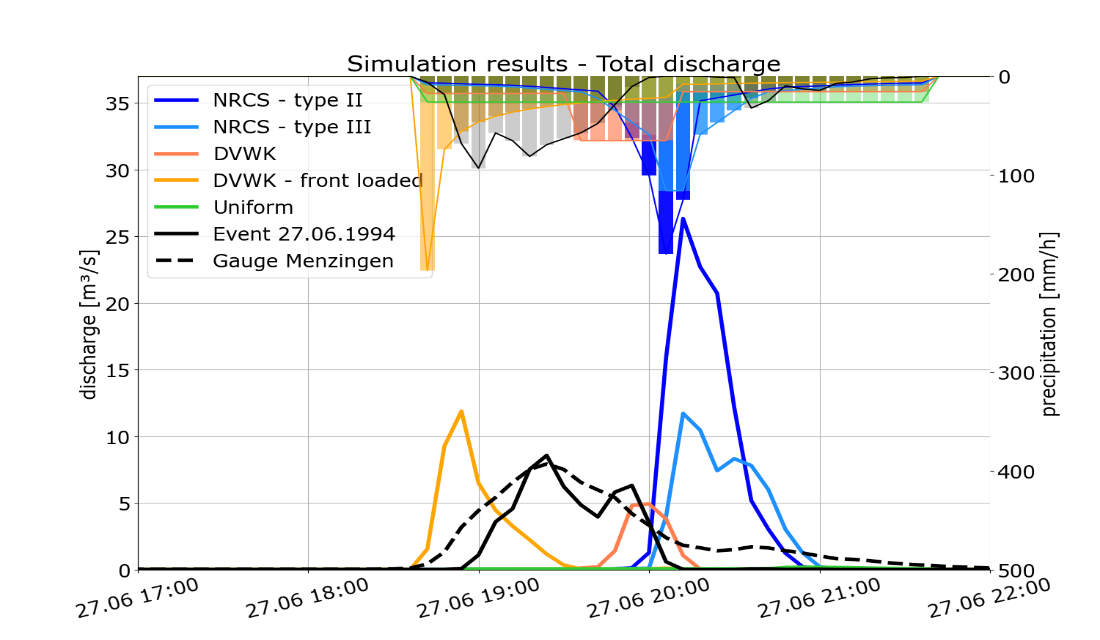 Simulation results - Total discharge
NRCS - type II
NRCS - type III
DVWK
DVWK - front loaded
Uniform
Event 27.06.1994
Gauge Menzingen
discharge [m³/s]
35
30
25
20
15
10
5
0
precipitation [mm/h]
0
100
200
300
400
500
27.06 17:00
27.06 18:00
27.06 19:00
27.06 20:00
27.06 21:00
27.06 22:00